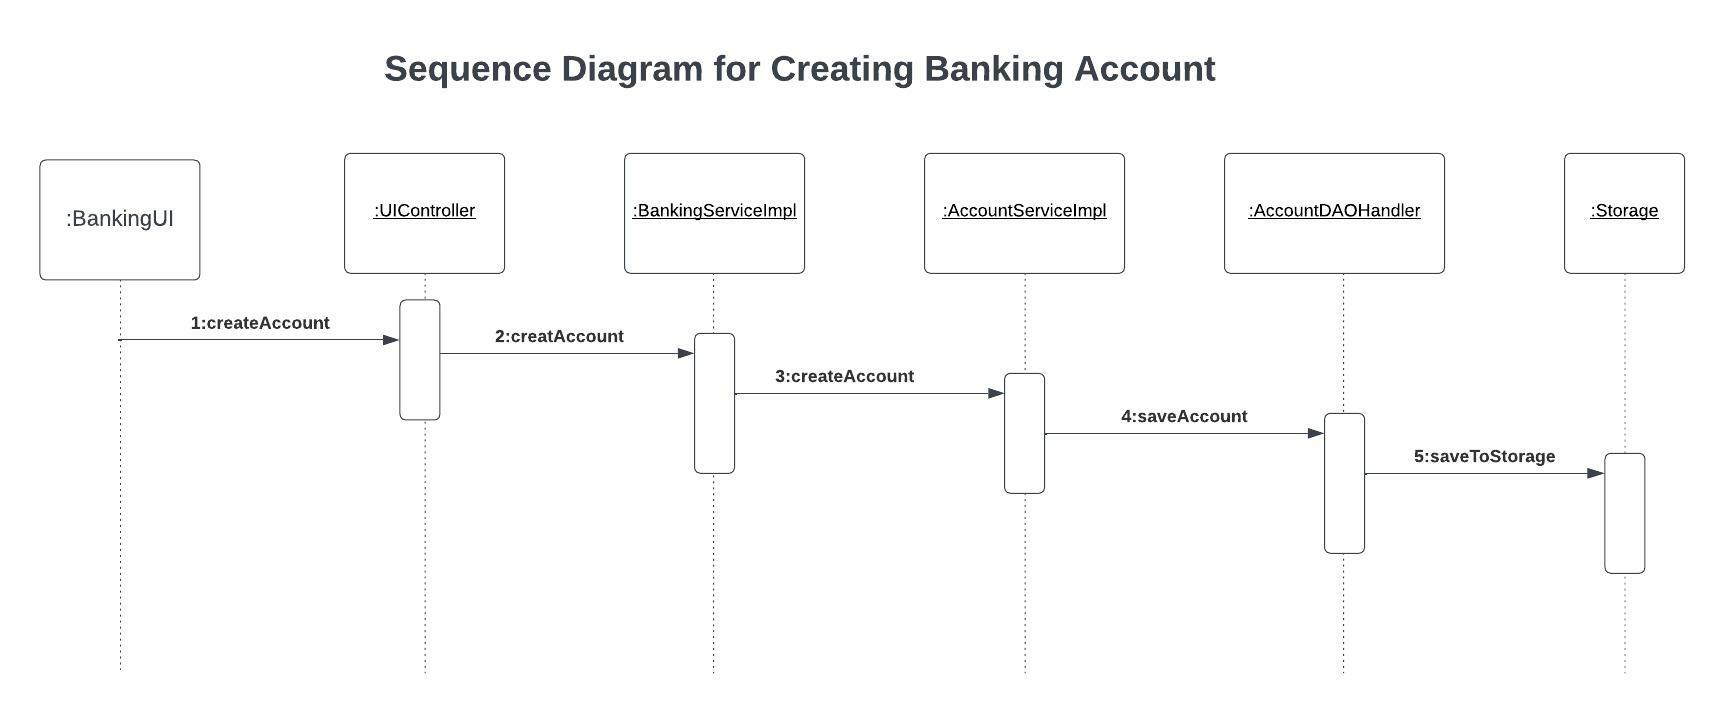 Sequence Diagram for Creating Banking Account
:BankingUI
:UIController
:BankingServiceImpl
:AccountServiceImpl
:AccountDAOHandler
:Storage
1:createAccount
2:creatAccount
3:createAccount
4:saveAccount
5:saveToStorage